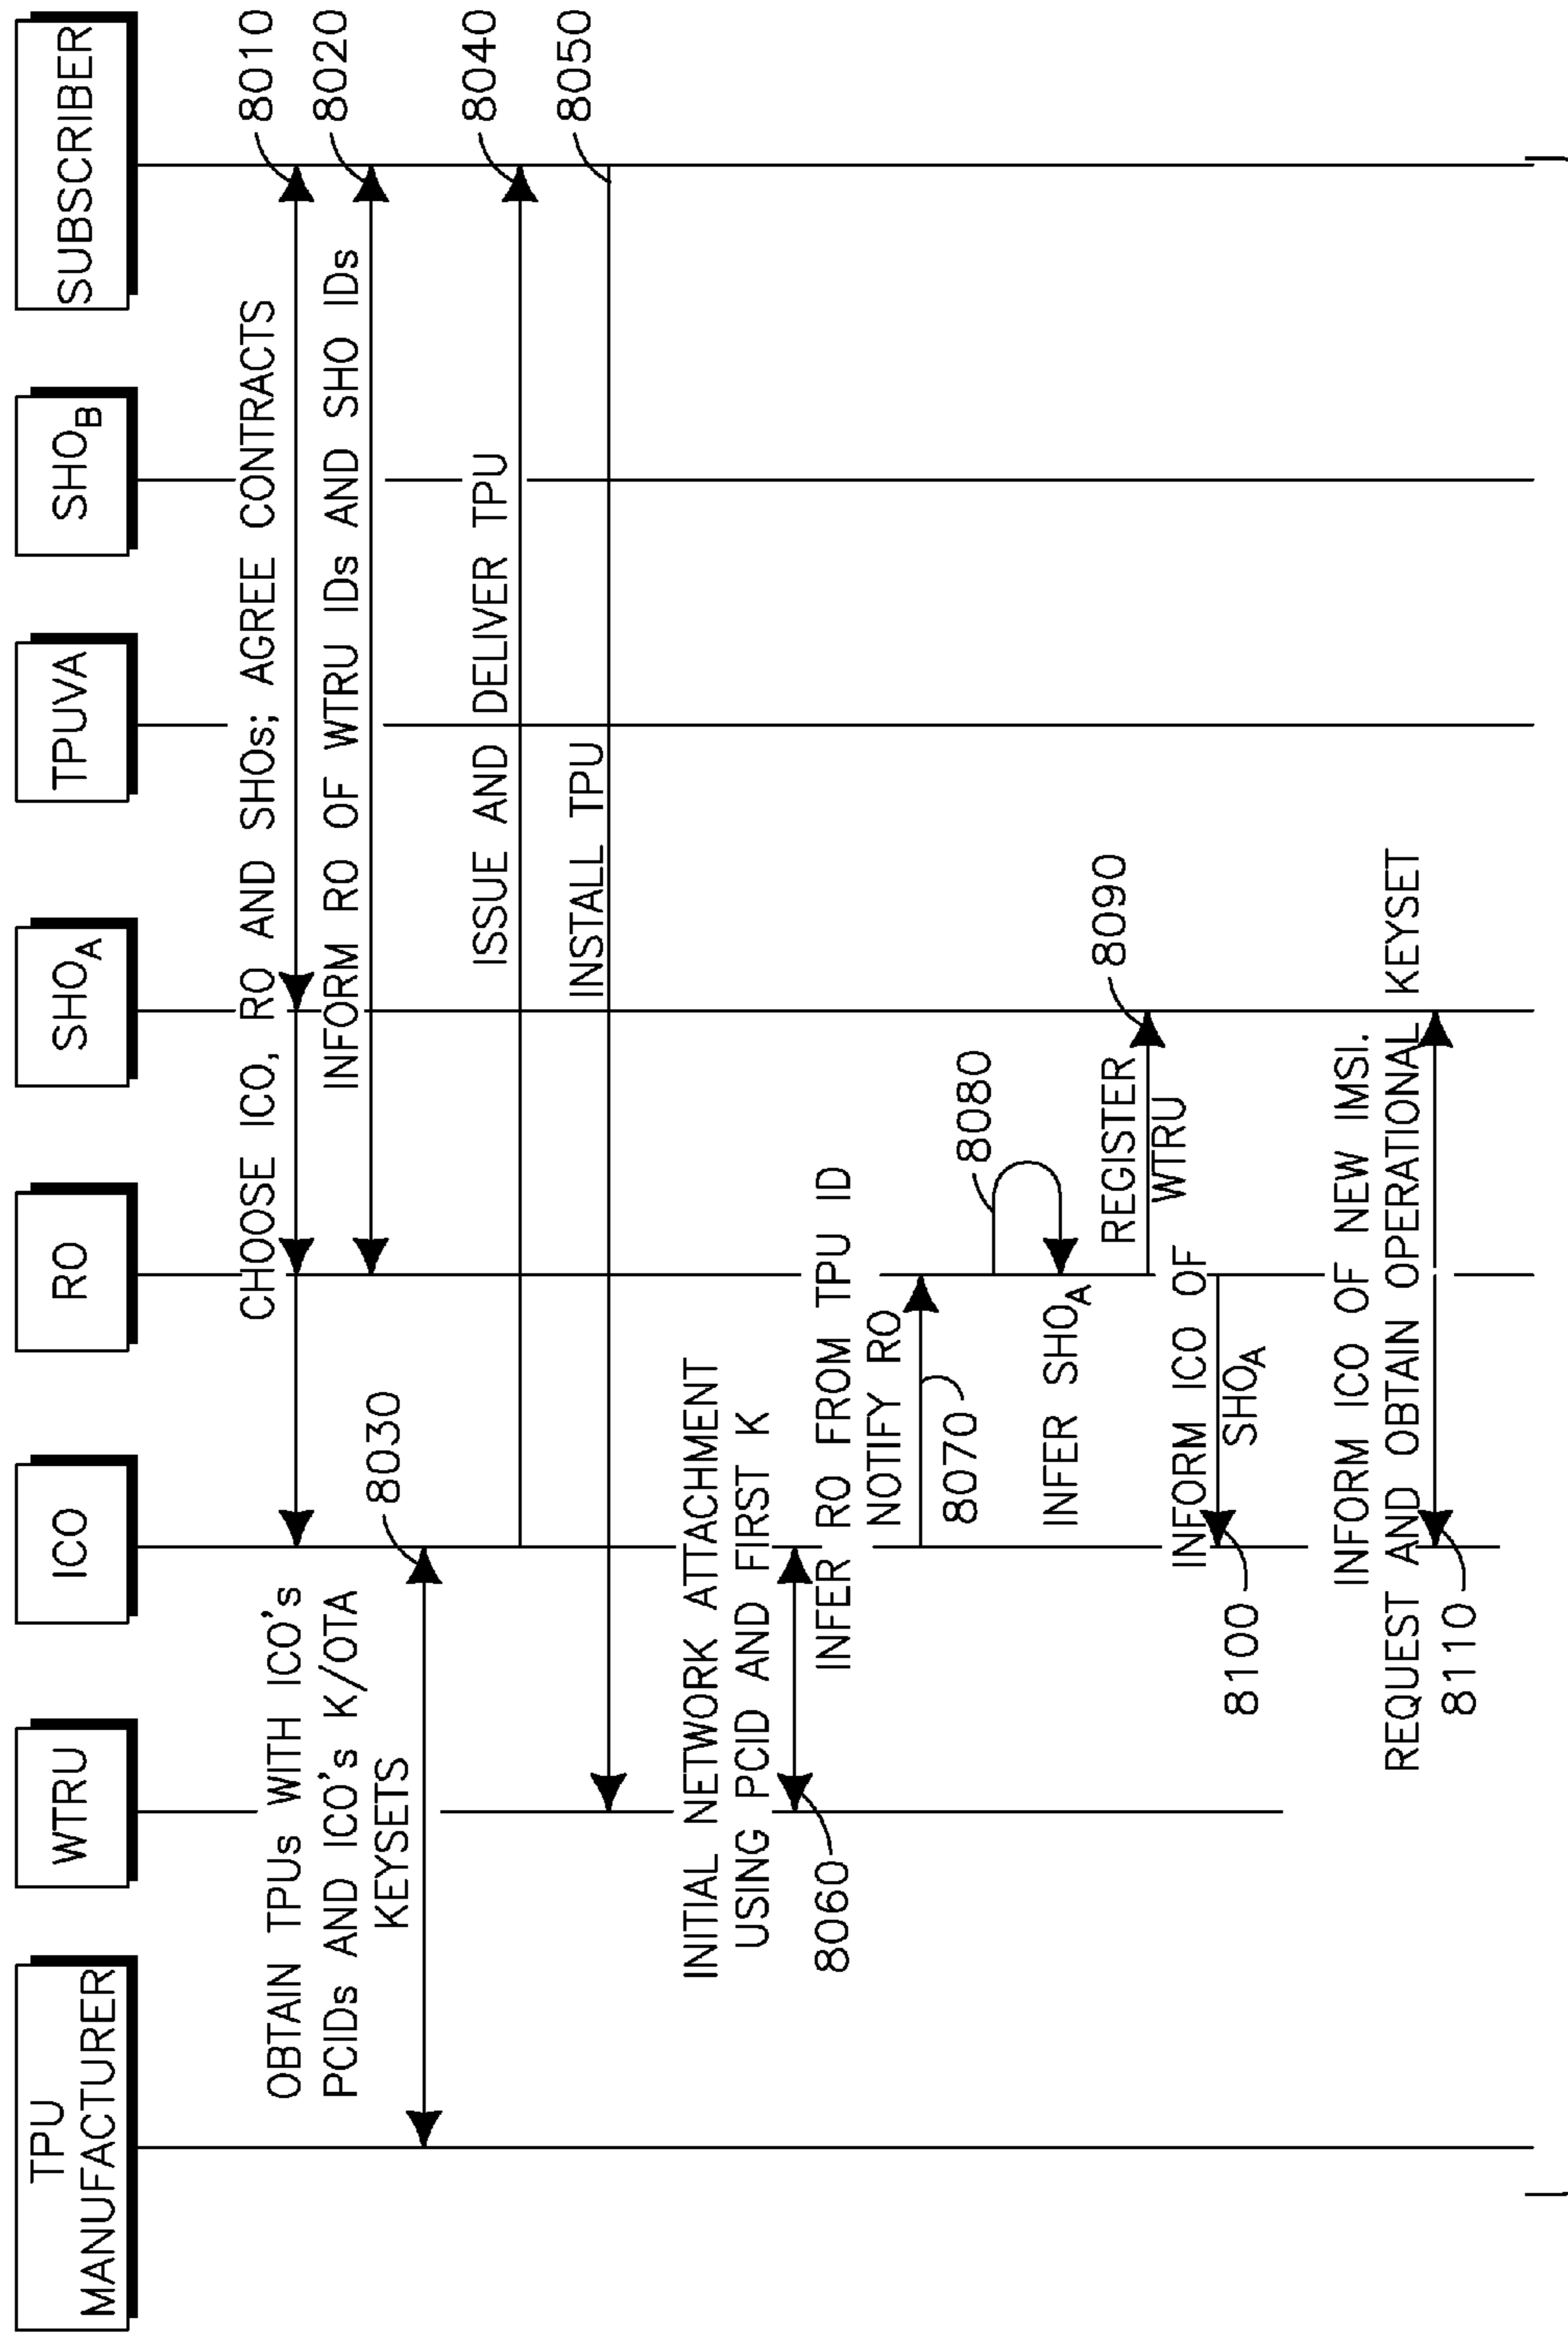 TPU
MANUFACTURER
WTRU
ICO
RO
SHOA
TPUVA
SHOB
SUBSCRIBER
CHOOSE ICO, RO AND SHOs; AGREE CONTRACTS
8010
INFORM RO OF WTRU IDs AND SHO IDs
8020
OBTAIN TPUs WITH ICO's
PCIDs AND ICO's K/OTA
KEYSETS
8030
ISSUE AND DELIVER TPU
8040
INSTALL TPU
8050
INITIAL NETWORK ATTACHMENT
USING PCID AND FIRST K
8060
INFER RO FROM TPU ID
NOTIFY RO
8070
8080
INFER SHOA
REGISTER
WTRU
8090
INFORM ICO OF
SHOA
8100
INFORM ICO OF NEW IMSI.
REQUEST AND OBTAIN OPERATIONAL KEYSET
8110